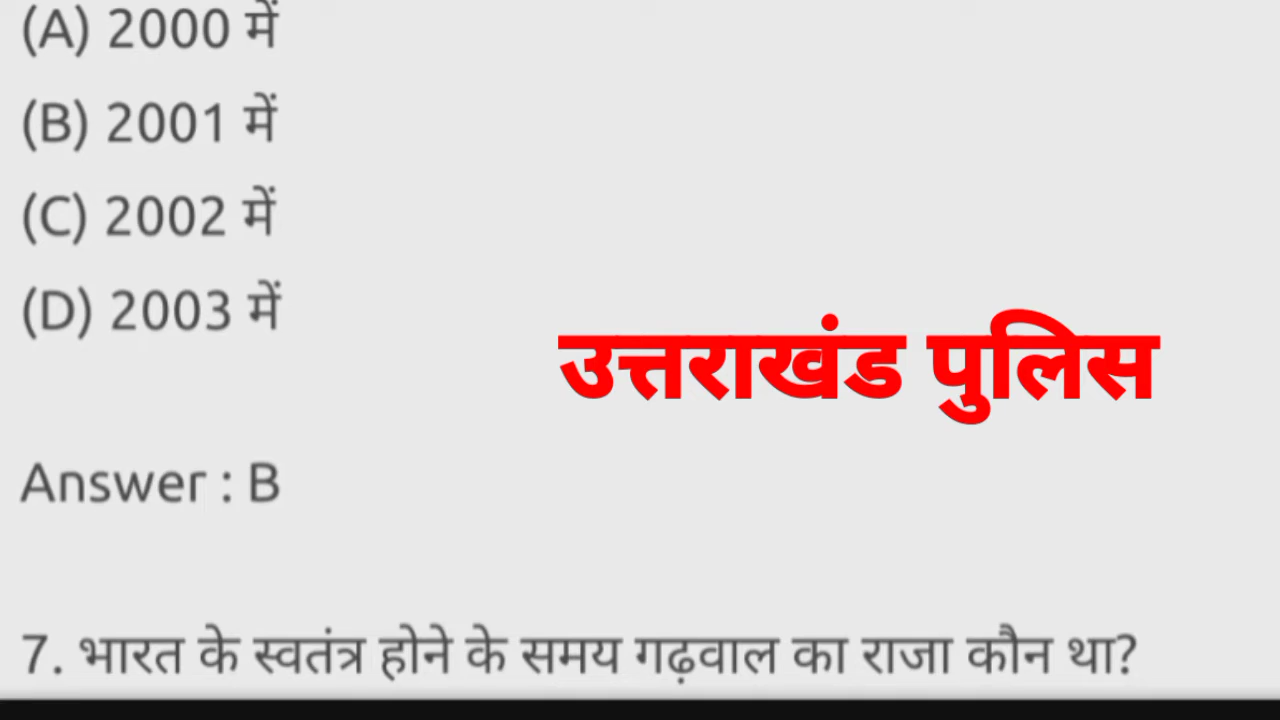 (A) 2000 में
(B) 2001 में
(C) 2002 में
(D) 2003 में
उत्तराखंड पुलिस
Answer : B
7. भारत के स्वतंत्र होने के समय गढ़वाल का राजा कौन था?